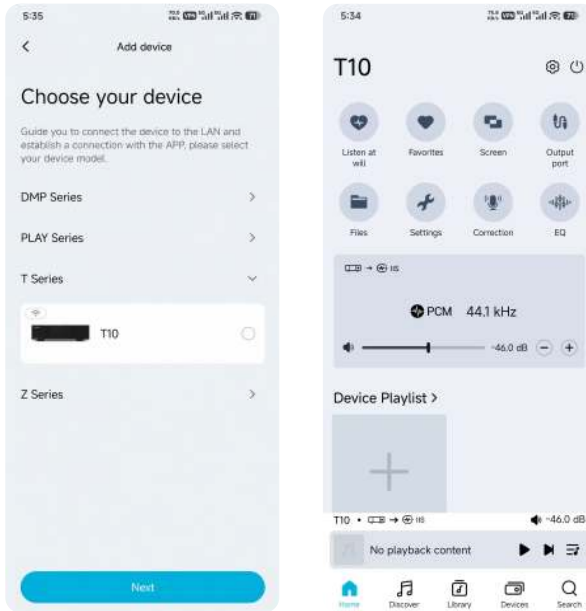 5:35
Add device
Choose your device
Guide you to connect the device to the LAN and
establish a connection with the APP, please select
your device model.
DMP Series
PLAY Series
T Series
T10
Z Series
Next
5:34
T10
Listen at
will
Favorites
Screen
Output
port
Files
Settings
Correction
EQ
PCM 44.1 kHz
-46.0 dB
Device Playlist >
T10 •
-46.0 dB
No playback content
Home
Discover
Library
Devices
Search